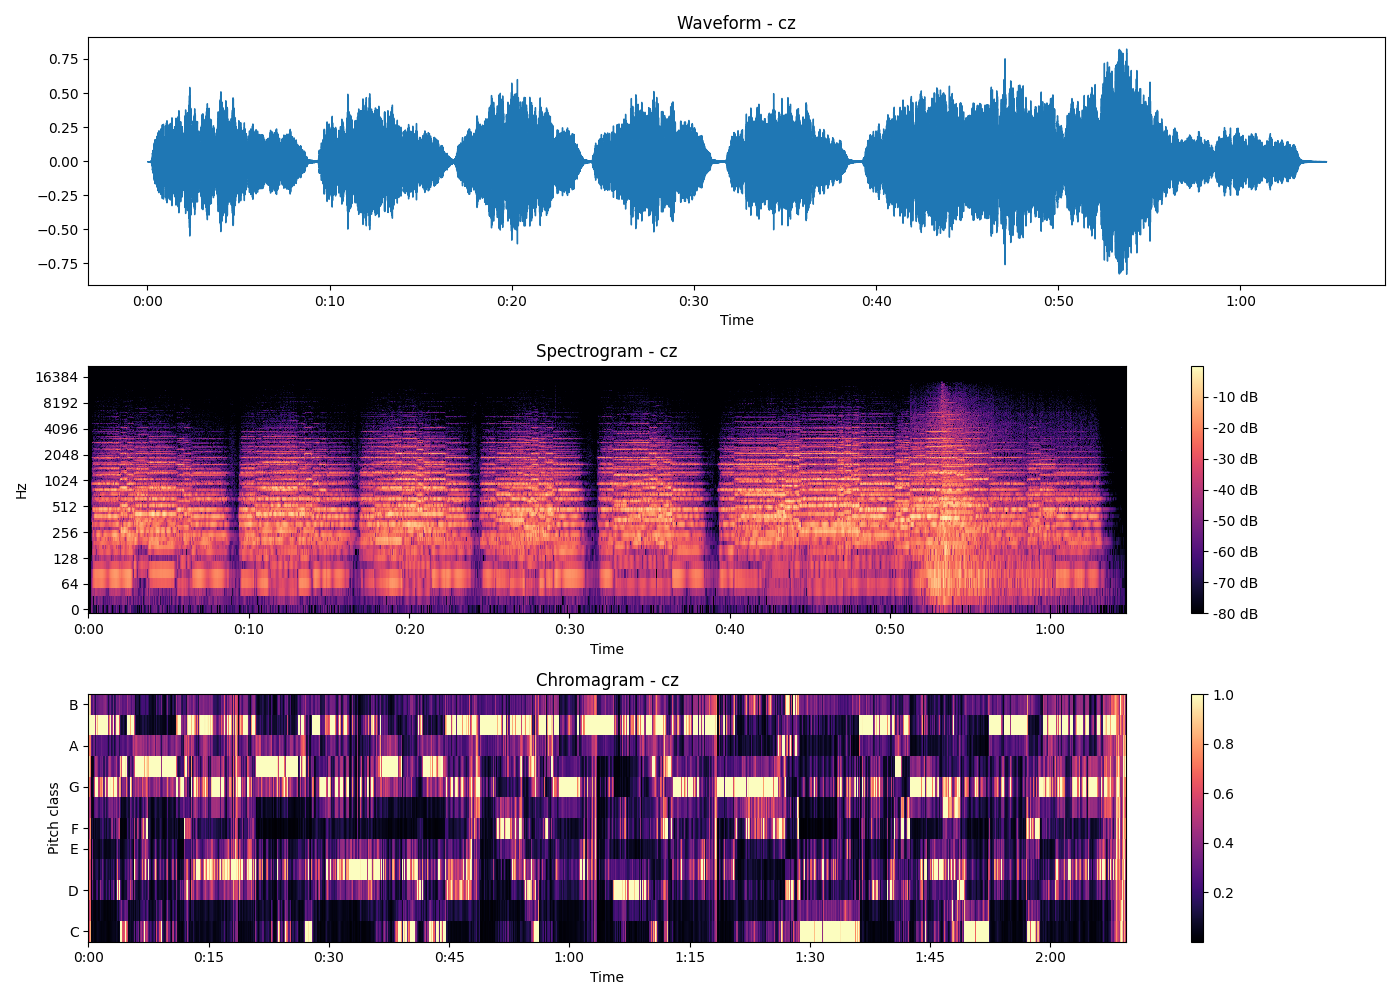 Waveform - cz
0.75
0.50
0.25
0.00
−0.25
−0.50
−0.75
0:00 0:10 0:20 0:30 0:40 0:50 1:00
Time
Spectrogram - cz
16384
8192
4096
2048
1024
512
256
128
64
0
Hz
0:00 0:10 0:20 0:30 0:40 0:50 1:00
Time
-10 dB
-20 dB
-30 dB
-40 dB
-50 dB
-60 dB
-70 dB
-80 dB
Chromagram - cz
B
A
G
F
E
D
C
Pitch class
0:00 0:15 0:30 0:45 1:00 1:15 1:30 1:45 2:00
Time
1.0
0.8
0.6
0.4
0.2